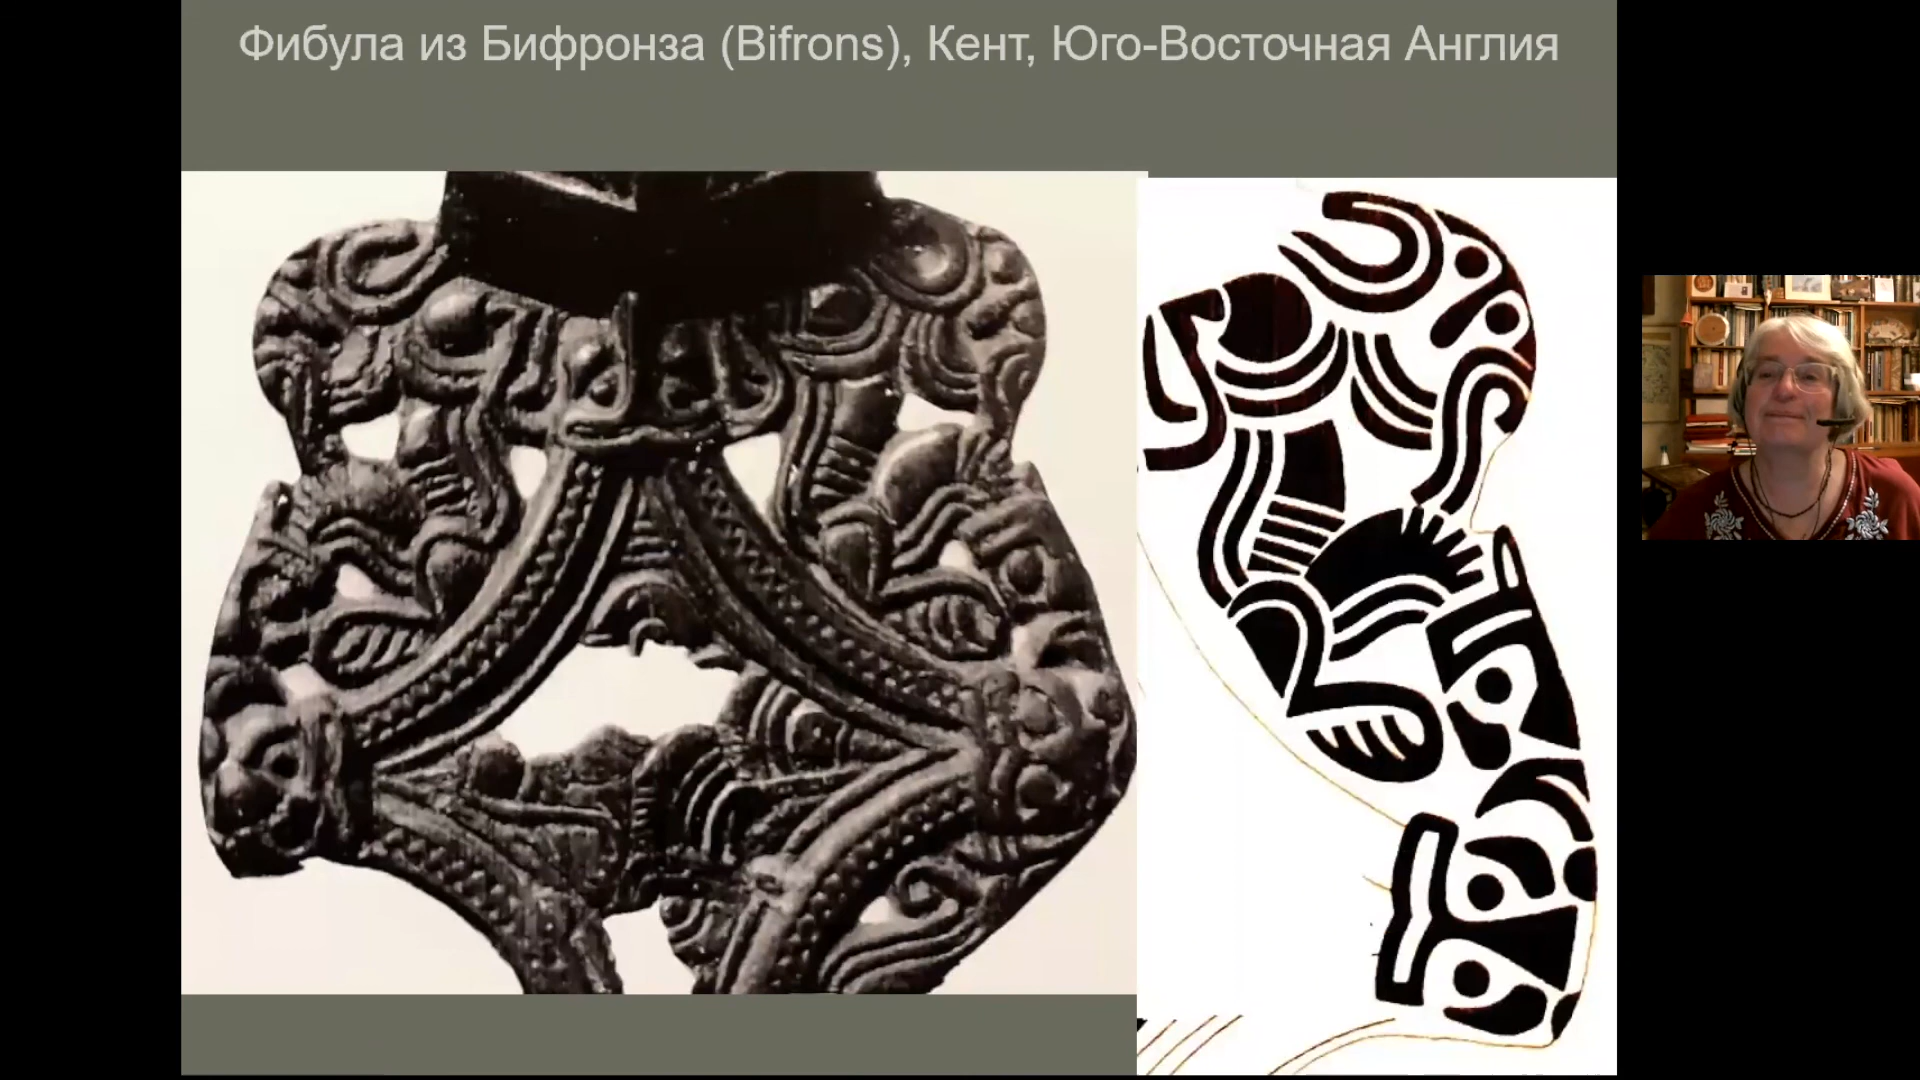 Фибула из Бифронза (Bifrons), Кент, Юго-Восточная Англия